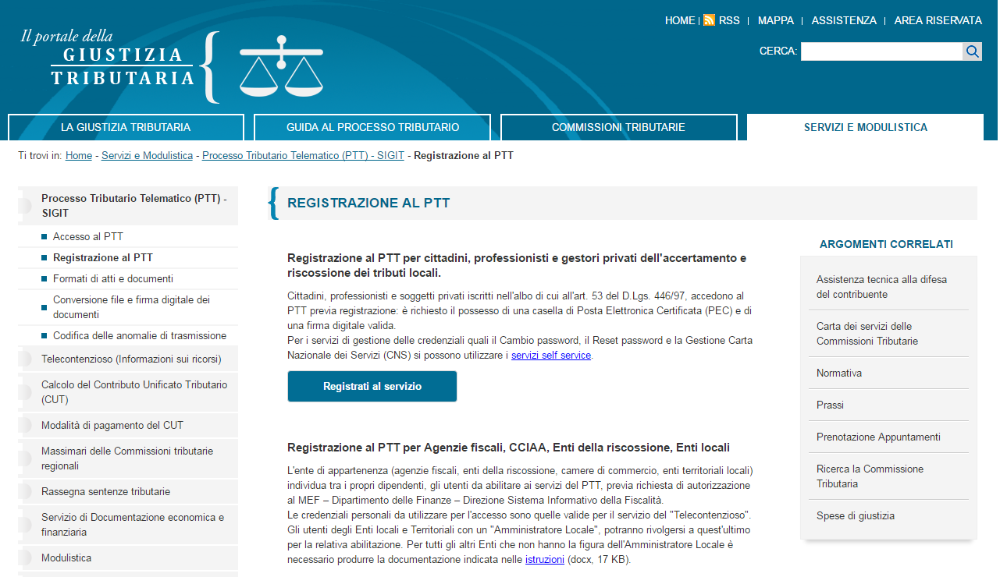 HOME | RSS | MAPPA | ASSISTENZA | AREA RISERVATA
Il portale della
GIUSTIZIA
TRIBUTARIA
CERCA:
LA GIUSTIZIA TRIBUTARIA
GUIDA AL PROCESSO TRIBUTARIO
COMMISSIONI TRIBUTARIE
SERVIZI E MODULISTICA
Ti trovi in: Home - Servizi e Modulistica - Processo Tributario Telematico (PTT) - SIGIT - Registrazione al PTT
Processo Tributario Telematico (PTT) -
SIGIT
Accesso al PTT
Registrazione al PTT
Formati di atti e documenti
Conversione file e firma digitale dei
documenti
Codifica delle anomalie di trasmissione
Telecontenzioso (Informazioni sui ricorsi)
Calcolo del Contributo Unificato Tributario
(CUT)
Modalità di pagamento del CUT
Massimari delle Commissioni tributarie
regionali
Rassegna sentenze tributarie
Servizio di Documentazione economica e
finanziaria
Modulistica
REGISTRAZIONE AL PTT
Registrazione al PTT per cittadini, professionisti e gestori privati dell'accertamento e
riscossione dei tributi locali.
Cittadini, professionisti e soggetti privati iscritti nell'albo di cui all'art. 53 del D.Lgs. 446/97, accedono al
PTT previa registrazione: è richiesto il possesso di una casella di Posta Elettronica Certificata (PEC) e di
una firma digitale valida.
Per i servizi di gestione delle credenziali quali il Cambio password, il Reset password e la Gestione Carta
Nazionale dei Servizi (CNS) si possono utilizzare i servizi self service.
Registrati al servizio
Registrazione al PTT per Agenzie fiscali, CCIAA, Enti della riscossione, Enti locali
L'ente di appartenenza (agenzie fiscali, enti della riscossione, camere di commercio, enti territoriali locali)
individua tra i propri dipendenti, gli utenti da abilitare ai servizi del PTT, previa richiesta di autorizzazione
al MEF – Dipartimento delle Finanze – Direzione Sistema Informativo della Fiscalità.
Le credenziali personali da utilizzare per l'accesso sono quelle valide per il servizio del "Telecontenzioso".
Gli utenti degli Enti locali e Territoriali con un "Amministratore Locale", potranno rivolgersi a quest'ultimo
per la relativa abilitazione. Per tutti gli altri Enti che non hanno la figura dell'Amministratore Locale è
necessario produrre la documentazione indicata nelle istruzioni (docx, 17 KB).
ARGOMENTI CORRELATI
Assistenza tecnica alla difesa
del contribuente
Carta dei servizi delle
Commissioni Tributarie
Normativa
Prassi
Prenotazione Appuntamenti
Ricerca la Commissione
Tributaria
Spese di giustizia